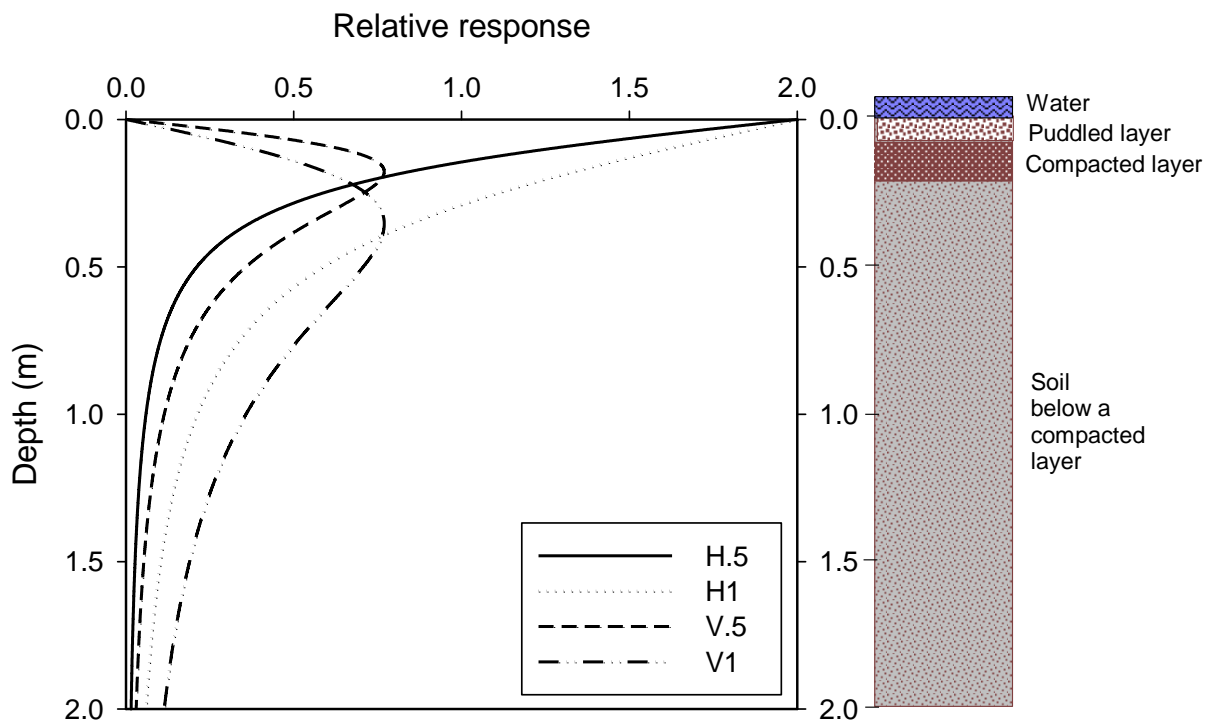 Relative response
0.0 0.5 1.0 1.5 2.0
0.0
0.5
1.0
1.5
2.0
Depth (m)
H.5
H1
V.5
V1
0.0
0.5
1.0
1.5
2.0
Water
Puddled layer
Compacted layer
Soil
below a
compacted
layer